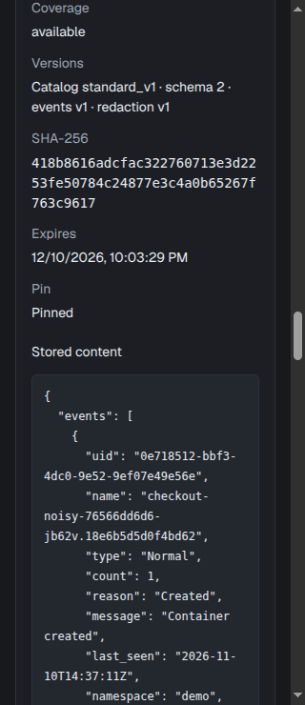 Coverage
available
Versions
Catalog standard_v1 · schema 2 ·
events v1 · redaction v1
SHA-256
418b8616adcfac322760713e3d22
53fe50784c24877e3c4a0b65267f
763c9617
Expires
12/10/2026, 10:03:29 PM
Pin
Pinned
Stored content
{
  "events": [
    {
      "uid": "0e718512-bbf3-
4dc0-9e52-9ef07e49e56e",
      "name": "checkout-
noisy-76566dd6d6-
jb62v.18e6b5d5d0f4bd62",
      "type": "Normal",
      "count": 1,
      "reason": "Created",
      "message": "Container
created",
      "last_seen": "2026-11-
10T14:37:11Z",
      "namespace": "demo",